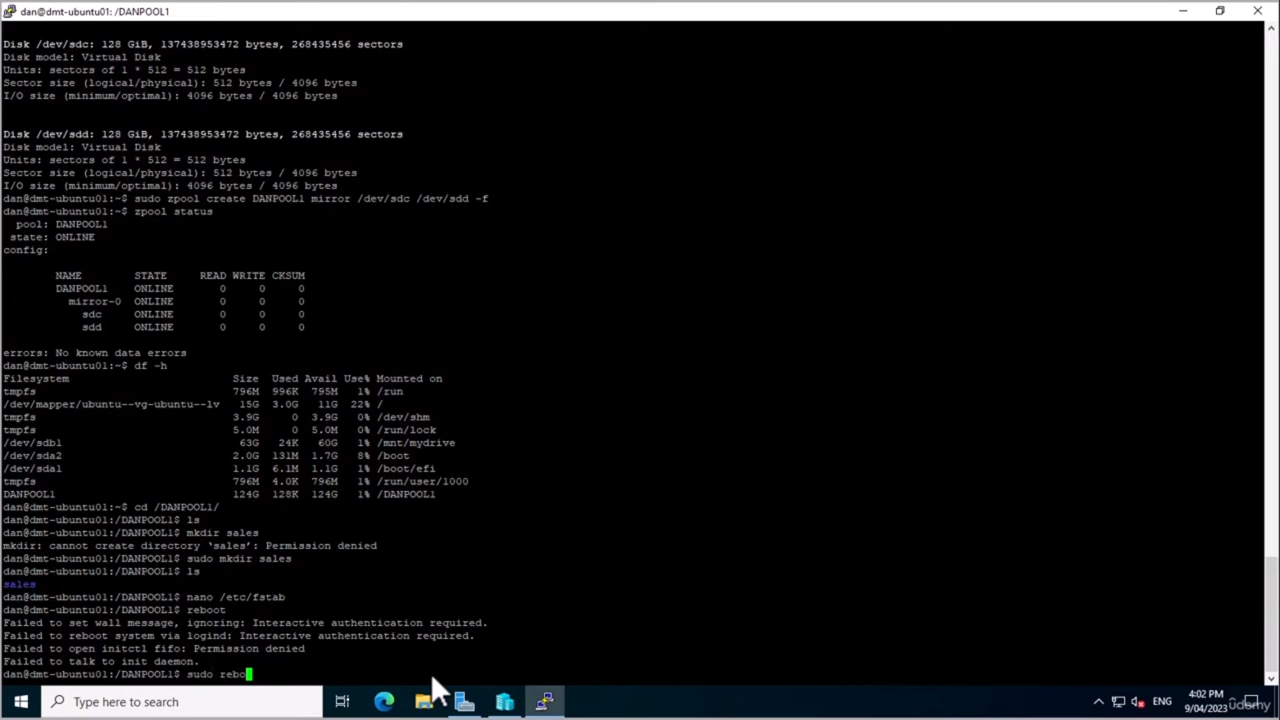 dan@dmt-ubuntu01: /DANPOOL1
Disk /dev/sdc: 128 GiB, 137438953472 bytes, 268435456 sectors
Disk model: Virtual Disk
Units: sectors of 1 * 512 = 512 bytes
Sector size (logical/physical): 512 bytes / 4096 bytes
I/O size (minimum/optimal): 4096 bytes / 4096 bytes
Disk /dev/sdd: 128 GiB, 137438953472 bytes, 268435456 sectors
Disk model: Virtual Disk
Units: sectors of 1 * 512 = 512 bytes
Sector size (logical/physical): 512 bytes / 4096 bytes
I/O size (minimum/optimal): 4096 bytes / 4096 bytes
dan@dmt-ubuntu01:~$ sudo zpool create DANPOOL1 mirror /dev/sdc /dev/sdd -f
dan@dmt-ubuntu01:~$ zpool status
pool: DANPOOL1
state: ONLINE
config:
NAME STATE READ WRITE CKSUM
DANPOOL1 ONLINE 0 0 0
mirror-0 ONLINE 0 0 0
sdc ONLINE 0 0 0
sdd ONLINE 0 0 0
errors: No known data errors
dan@dmt-ubuntu01:~$ df -h
Filesystem Size Used Avail Use% Mounted on
tmpfs 796M 996K 795M 1% /run
/dev/mapper/ubuntu--vg-ubuntu--lv 15G 3.0G 11G 22% /
tmpfs 3.9G 0 3.9G 0% /dev/shm
tmpfs 5.0M 0 5.0M 0% /run/lock
/dev/sdb1 63G 24K 60G 1% /mnt/mydrive
/dev/sda2 2.0G 131M 1.7G 8% /boot
/dev/sda1 1.1G 6.1M 1.1G 1% /boot/efi
tmpfs 796M 4.0K 796M 1% /run/user/1000
DANPOOL1 124G 128K 124G 1% /DANPOOL1
dan@dmt-ubuntu01:~$ cd /DANPOOL1/
dan@dmt-ubuntu01:/DANPOOL1$ ls
dan@dmt-ubuntu01:/DANPOOL1$ mkdir sales
mkdir: cannot create directory ‘sales’: Permission denied
dan@dmt-ubuntu01:/DANPOOL1$ sudo mkdir sales
dan@dmt-ubuntu01:/DANPOOL1$ ls
sales
dan@dmt-ubuntu01:/DANPOOL1$ nano /etc/fstab
dan@dmt-ubuntu01:/DANPOOL1$ reboot
Failed to set wall message, ignoring: Interactive authentication required.
Failed to reboot system via logind: Interactive authentication required.
Failed to open initctl fifo: Permission denied
Failed to talk to init daemon.
dan@dmt-ubuntu01:/DANPOOL1$ sudo rebo
Type here to search
ENG
4:02 PM
9/04/2023
udemy